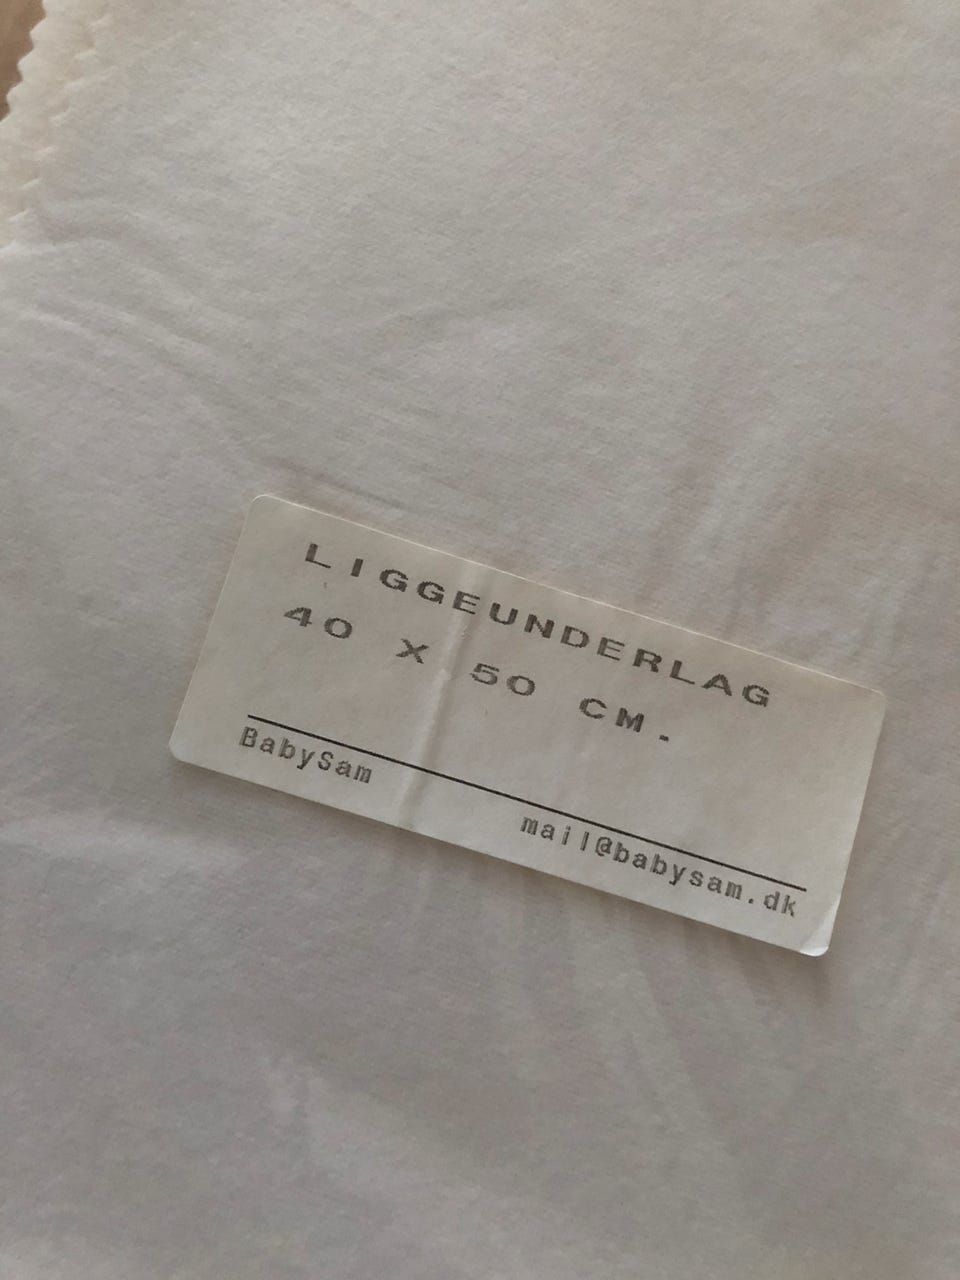 LIGGEUNDERLAG
40 X 50 CM.
BabySam
mail@babysam.dk